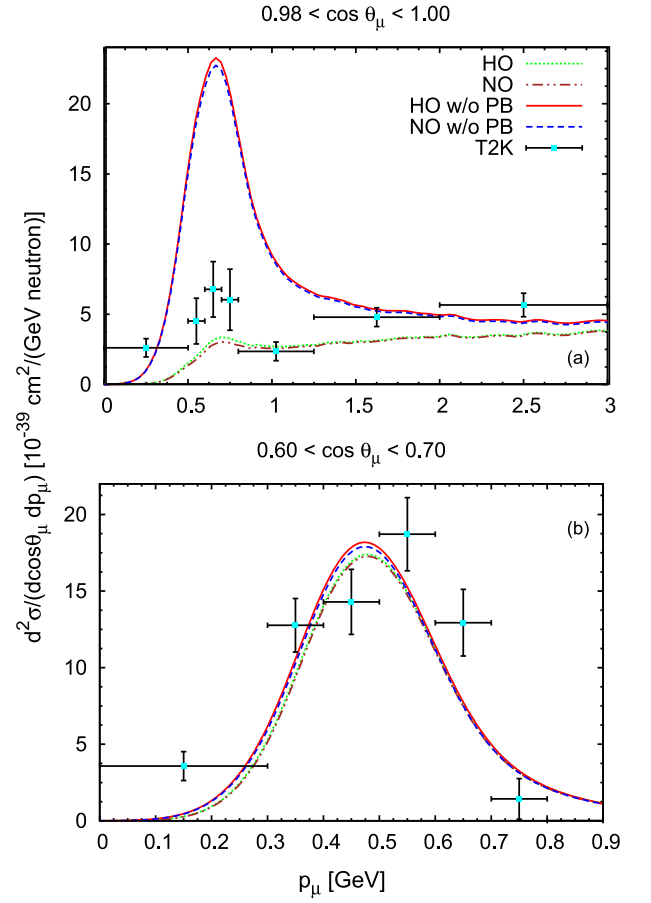 0.98 < cos θμ < 1.00
HO
NO
HO w/o PB
NO w/o PB
T2K
20
15
10
5
0
(a)
0 0.5 1 1.5 2 2.5 3
d²σ/(dcosθμ dpμ) [10⁻³⁹ cm²/(GeV neutron)]
0.60 < cos θμ < 0.70
20
15
10
5
0
(b)
0 0.1 0.2 0.3 0.4 0.5 0.6 0.7 0.8 0.9
pμ [GeV]